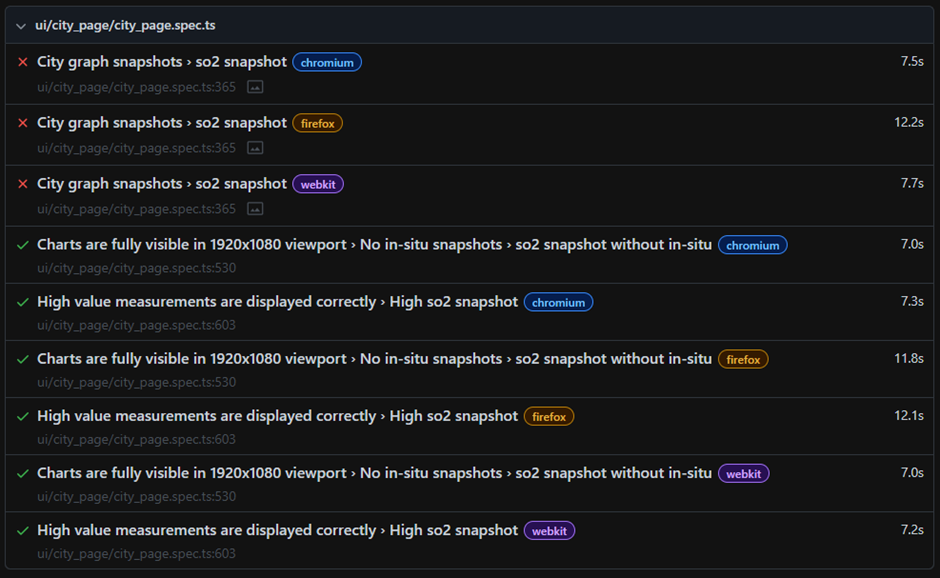 ui/city_page/city_page.spec.ts
City graph snapshots › so2 snapshot chromium 7.5s
ui/city_page/city_page.spec.ts:365
City graph snapshots › so2 snapshot firefox 12.2s
ui/city_page/city_page.spec.ts:365
City graph snapshots › so2 snapshot webkit 7.7s
ui/city_page/city_page.spec.ts:365
Charts are fully visible in 1920x1080 viewport › No in-situ snapshots › so2 snapshot without in-situ chromium 7.0s
ui/city_page/city_page.spec.ts:530
High value measurements are displayed correctly › High so2 snapshot chromium 7.3s
ui/city_page/city_page.spec.ts:603
Charts are fully visible in 1920x1080 viewport › No in-situ snapshots › so2 snapshot without in-situ firefox 11.8s
ui/city_page/city_page.spec.ts:530
High value measurements are displayed correctly › High so2 snapshot firefox 12.1s
ui/city_page/city_page.spec.ts:603
Charts are fully visible in 1920x1080 viewport › No in-situ snapshots › so2 snapshot without in-situ webkit 7.0s
ui/city_page/city_page.spec.ts:530
High value measurements are displayed correctly › High so2 snapshot webkit 7.2s
ui/city_page/city_page.spec.ts:603